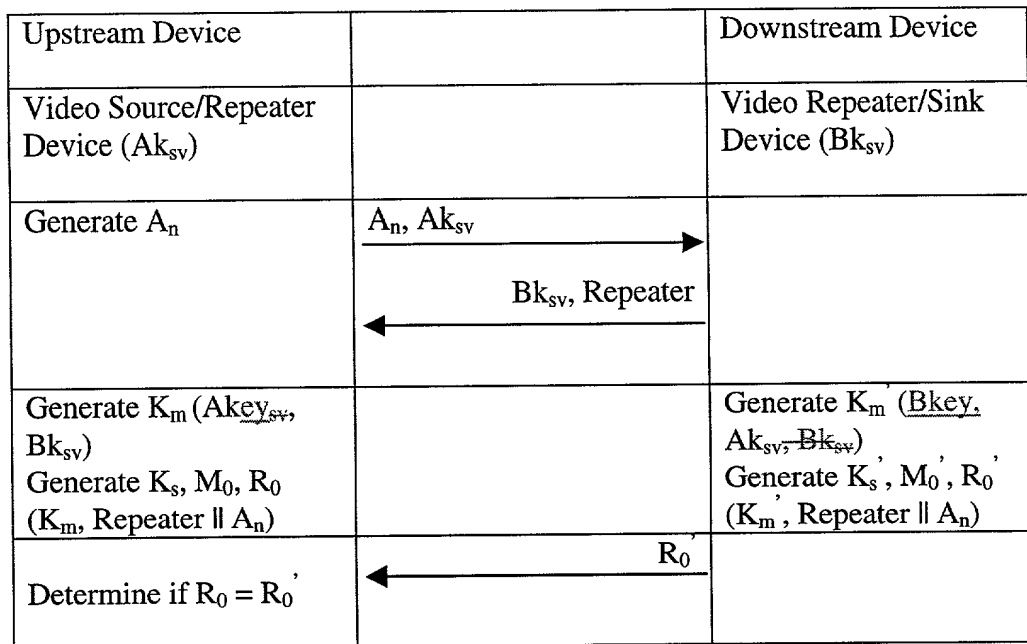 Upstream Device
Downstream Device
Video Source/Repeater
Device (Ak_sv)
Video Repeater/Sink
Device (Bk_sv)
Generate A_n
A_n, Ak_sv
Bk_sv, Repeater
Generate K_m (Akey_sv,
Bk_sv)
Generate K_s, M_0, R_0
(K_m, Repeater || A_n)
Generate K_m' (Bkey,
Ak_sv, Bk_sv)
Generate K_s', M_0', R_0'
(K_m', Repeater || A_n)
R_0'
Determine if R_0 = R_0'